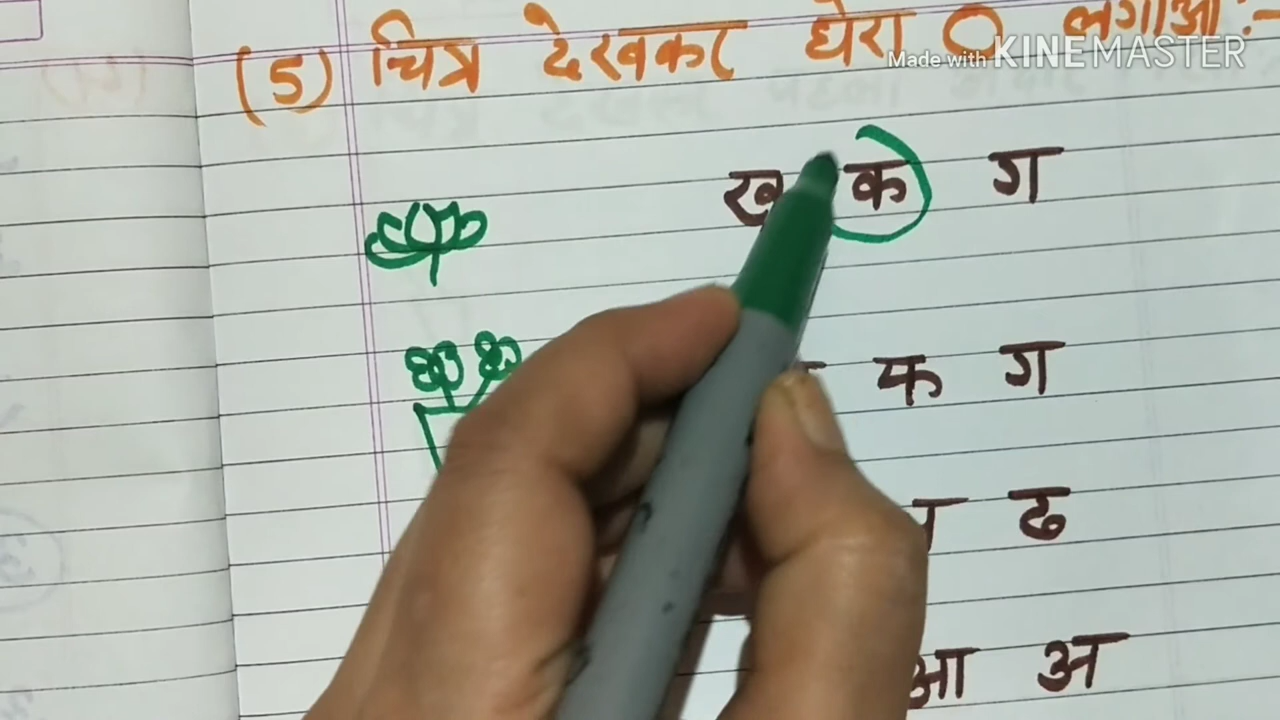 (5) चित्र देखकर घेरा O लगाओ :-
Made with KINEMASTER
ख क ग
फ ग
ढ
आ अ